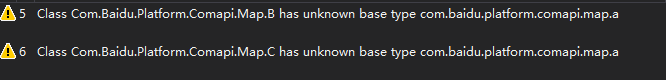 5 Class Com.Baidu.Platform.Comapi.Map.B has unknown base type com.baidu.platform.comapi.map.a
6 Class Com.Baidu.Platform.Comapi.Map.C has unknown base type com.baidu.platform.comapi.map.a